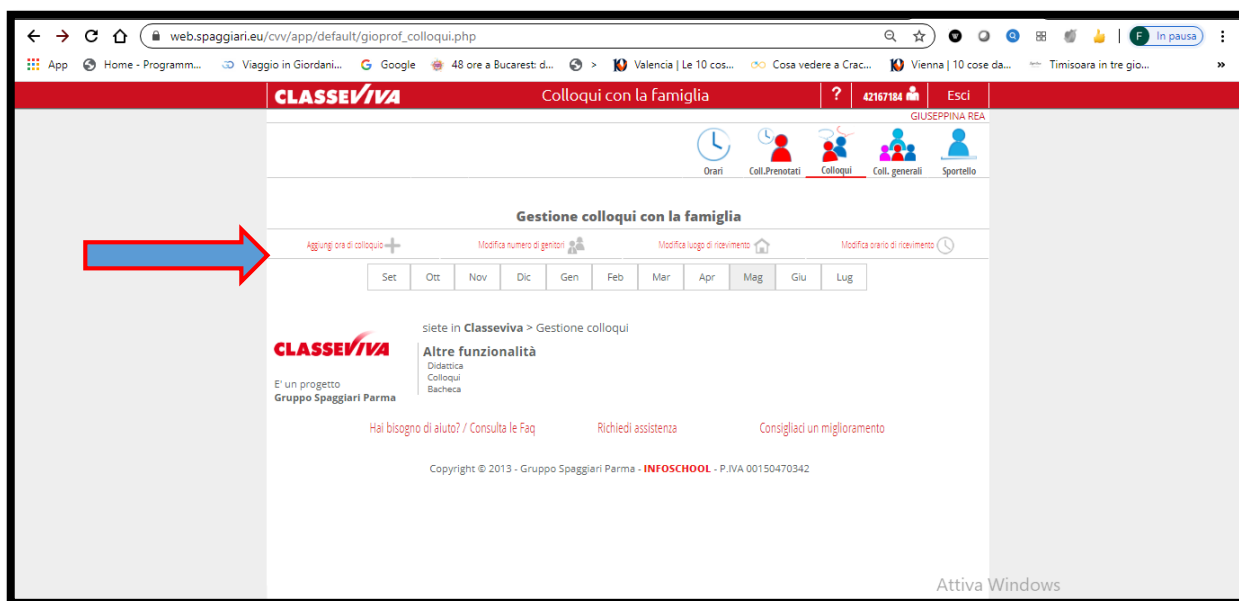 web.spaggiari.eu/cvv/app/default/gioprof_colloqui.php
F In pausa
App Home - Programm... Viaggio in Giordani... Google 48 ore a Bucarest: d... > Valencia | Le 10 cos... Cosa vedere a Crac... Vienna | 10 cose da... Timisoara in tre gio... »
CLASSEVIVA Colloqui con la famiglia ? 42167184 Esci
GIUSEPPINA REA
Orari Coll.Prenotati Colloqui Coll. generali Sportello
Gestione colloqui con la famiglia
Aggiungi ora di colloquio Modifica numero di genitori Modifica luogo di ricevimento Modifica orario di ricevimento
Set Ott Nov Dic Gen Feb Mar Apr Mag Giu Lug
siete in Classeviva > Gestione colloqui
CLASSEVIVA
Altre funzionalità
Didattica
Colloqui
Bacheca
E' un progetto
Gruppo Spaggiari Parma
Hai bisogno di aiuto? / Consulta le Faq Richiedi assistenza Consigliaci un miglioramento
Copyright © 2013 - Gruppo Spaggiari Parma - INFOSCHOOL - P.IVA 00150470342
Attiva Windows